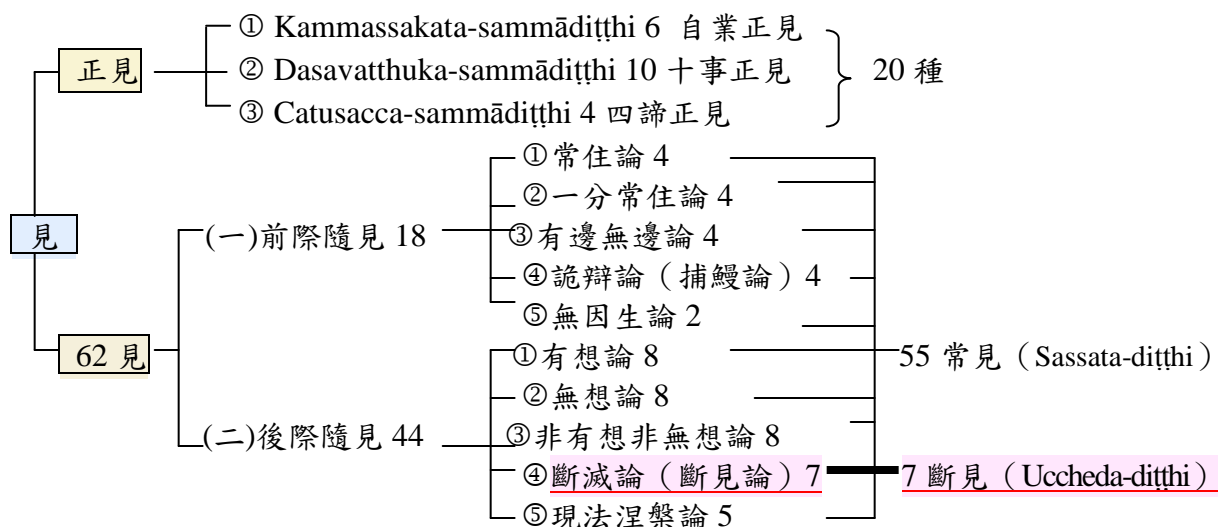 ① Kammassakata-sammādiṭṭhi 6 自業正見
正見
② Dasavatthuka-sammādiṭṭhi 10 十事正見
20 種
③ Catusacca-sammādiṭṭhi 4 四諦正見
①常住論 4
②一分常住論 4
見
(一)前際隨見 18
③有邊無邊論 4
④詭辯論（捕鰻論）4
⑤無因生論 2
62 見
①有想論 8
55 常見（Sassata-diṭṭhi）
②無想論 8
(二)後際隨見 44
③非有想非無想論 8
④斷滅論（斷見論）7
7 斷見（Uccheda-diṭṭhi）
⑤現法涅槃論 5